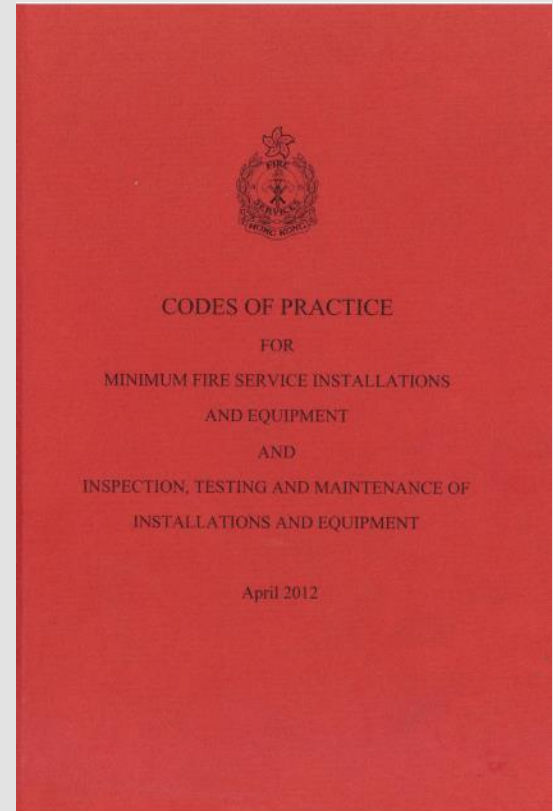 FIRE
SERVICES
HONG KONG
CODES OF PRACTICE
FOR
MINIMUM FIRE SERVICE INSTALLATIONS
AND EQUIPMENT
AND
INSPECTION, TESTING AND MAINTENANCE OF
INSTALLATIONS AND EQUIPMENT
April 2012